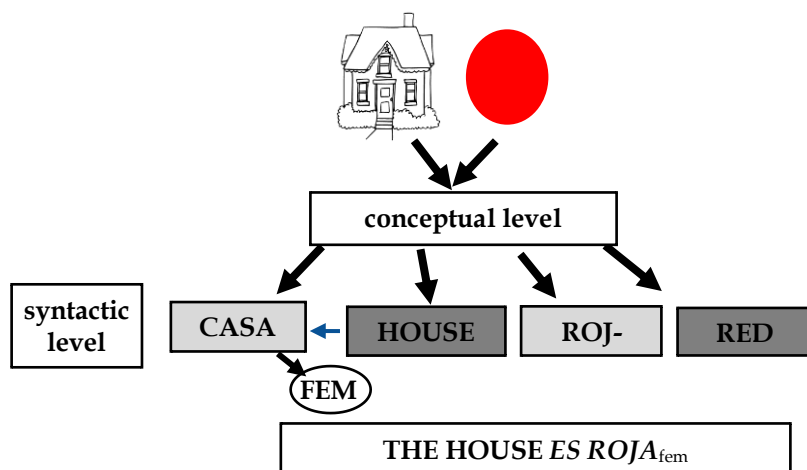 conceptual level
syntactic
level
CASA
HOUSE
ROJ-
RED
FEM
THE HOUSE ES ROJAfem